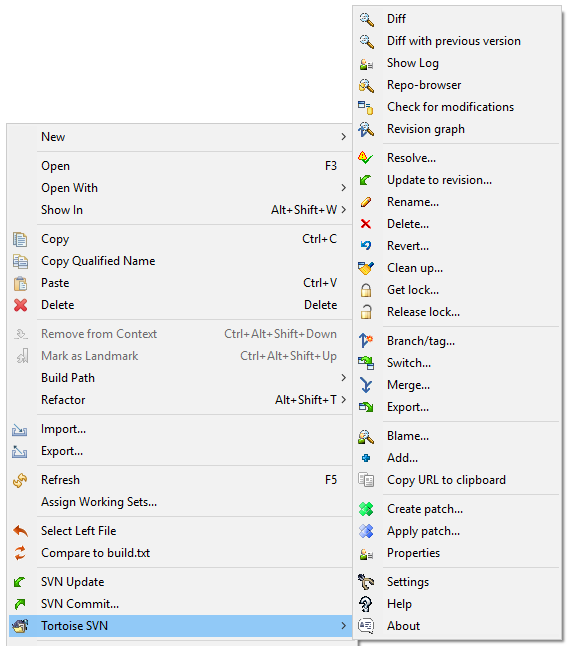 New
Open F3
Open With
Show In Alt+Shift+W
Copy Ctrl+C
Copy Qualified Name
Paste Ctrl+V
Delete Delete
Remove from Context Ctrl+Alt+Shift+Down
Mark as Landmark Ctrl+Alt+Shift+Up
Build Path
Refactor Alt+Shift+T
Import...
Export...
Refresh F5
Assign Working Sets...
Select Left File
Compare to build.txt
SVN Update
SVN Commit...
Tortoise SVN
Diff
Diff with previous version
Show Log
Repo-browser
Check for modifications
Revision graph
Resolve...
Update to revision...
Rename...
Delete...
Revert...
Clean up...
Get lock...
Release lock...
Branch/tag...
Switch...
Merge...
Export...
Blame...
Add...
Copy URL to clipboard
Create patch...
Apply patch...
Properties
Settings
Help
About